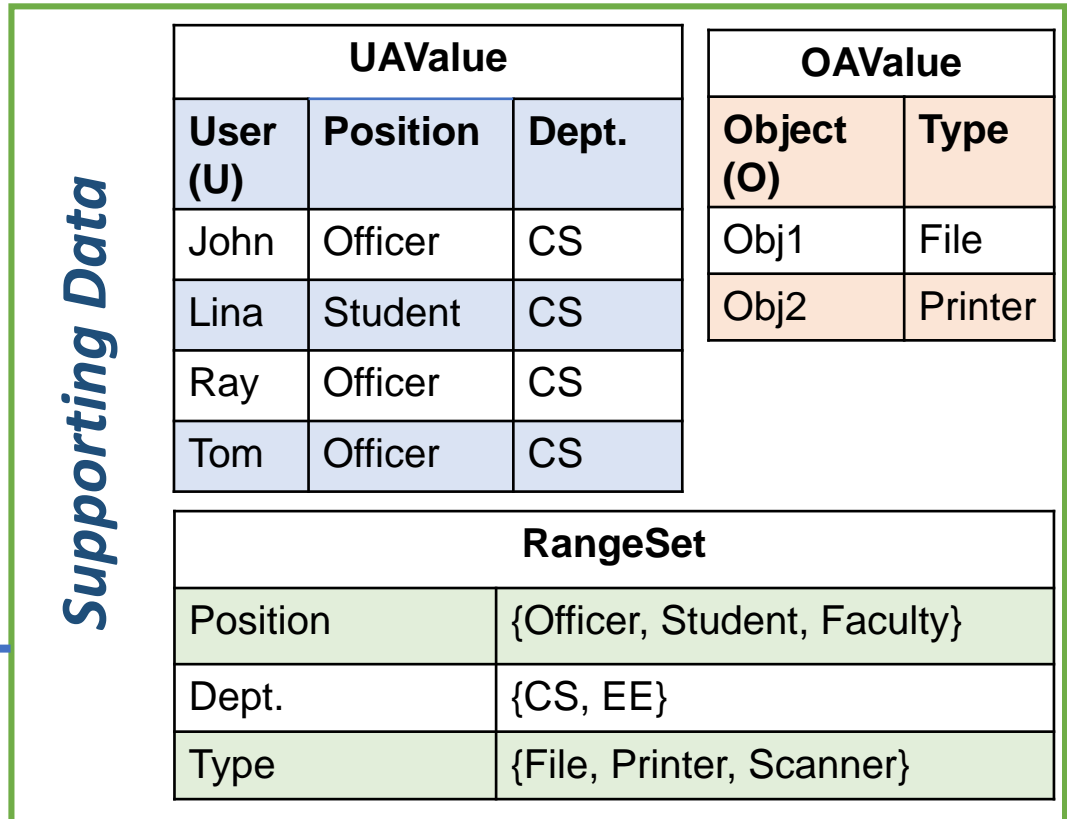 Supporting Data
UAValue
User (U) Position Dept.
John Officer CS
Lina Student CS
Ray Officer CS
Tom Officer CS
OAValue
Object (O) Type
Obj1 File
Obj2 Printer
RangeSet
Position {Officer, Student, Faculty}
Dept. {CS, EE}
Type {File, Printer, Scanner}